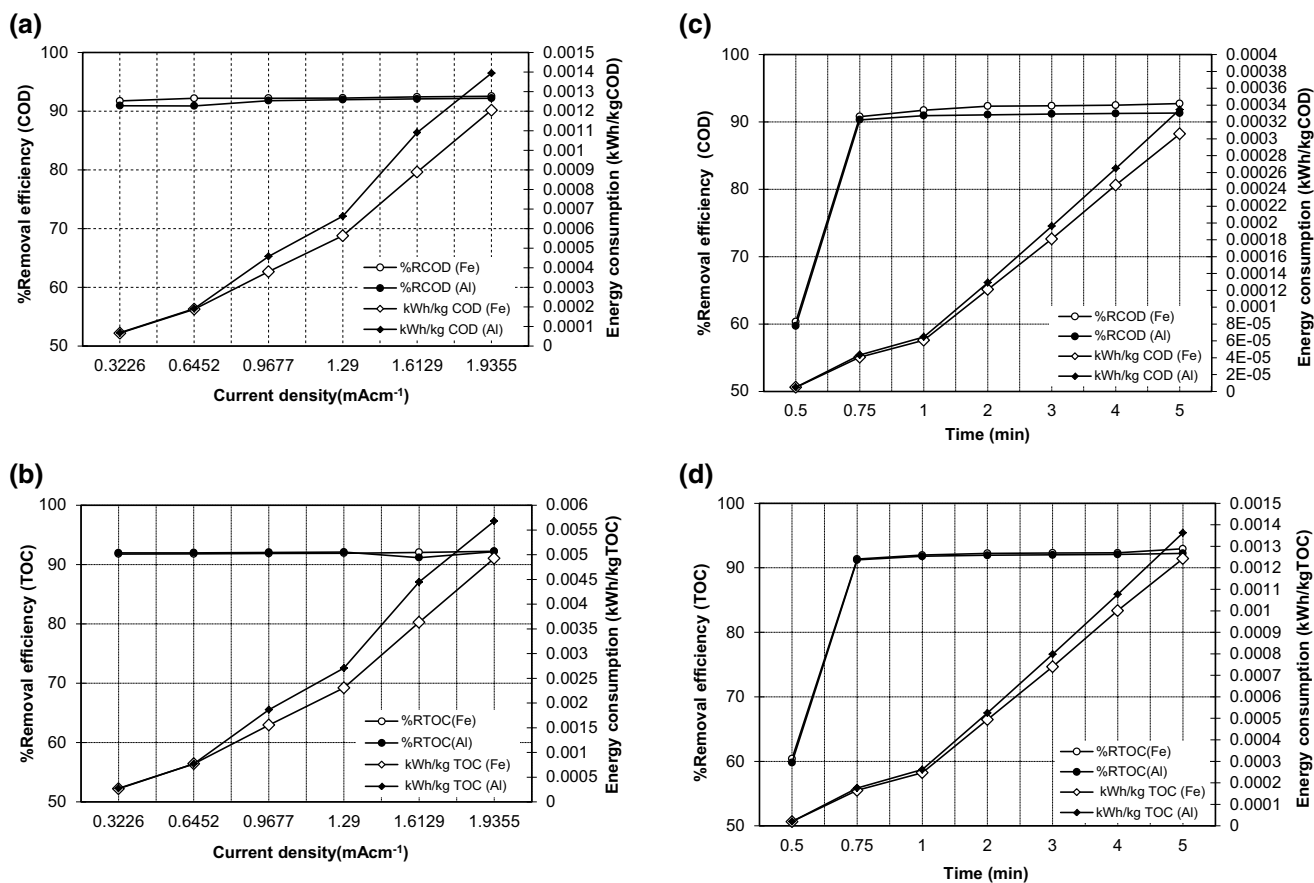 (a)
100
90
80
70
60
50
%Removal efficiency (COD)
0.0015
0.0014
0.0013
0.0012
0.0011
0.001
0.0009
0.0008
0.0007
0.0006
0.0005
0.0004
0.0003
0.0002
0.0001
0
Energy consumption (kWh/kgCOD)
%RCOD (Fe)
%RCOD (Al)
kWh/kg COD (Fe)
kWh/kg COD (Al)
0.3226 0.6452 0.9677 1.29 1.6129 1.9355
Current density(mAcm-1)
(b)
100
90
80
70
60
50
%Removal efficiency (TOC)
0.006
0.0055
0.005
0.0045
0.004
0.0035
0.003
0.0025
0.002
0.0015
0.001
0.0005
0
Energy consumption (kWh/kgTOC)
%RTOC(Fe)
%RTOC(Al)
kWh/kg TOC (Fe)
kWh/kg TOC (Al)
0.3226 0.6452 0.9677 1.29 1.6129 1.9355
Current density(mAcm-1)
(c)
100
90
80
70
60
50
%Removal efficiency (COD)
0.0004
0.00038
0.00034
0.00032
0.0003
0.00028
0.00024
0.0002
0.00018
0.00014
0.00012
0.0001
8E-05
6E-05
4E-05
2E-05
0
Energy consumption (kWh/kgCOD)
%RCOD (Fe)
%RCOD (Al)
kWh/kg COD (Fe)
kWh/kg COD (Al)
0.5 0.75 1 2 3 4 5
Time (min)
(d)
100
90
80
70
60
50
%Removal efficiency (TOC)
0.0015
0.0014
0.0013
0.0012
0.0011
0.001
0.0009
0.0008
0.0007
0.0006
0.0005
0.0004
0.0003
0.0002
0.0001
0
Energy consumption (kWh/kgTOC)
%RTOC(Fe)
%RTOC(Al)
kWh/kg TOC (Fe)
kWh/kg TOC (Al)
0.5 0.75 1 2 3 4 5
Time (min)